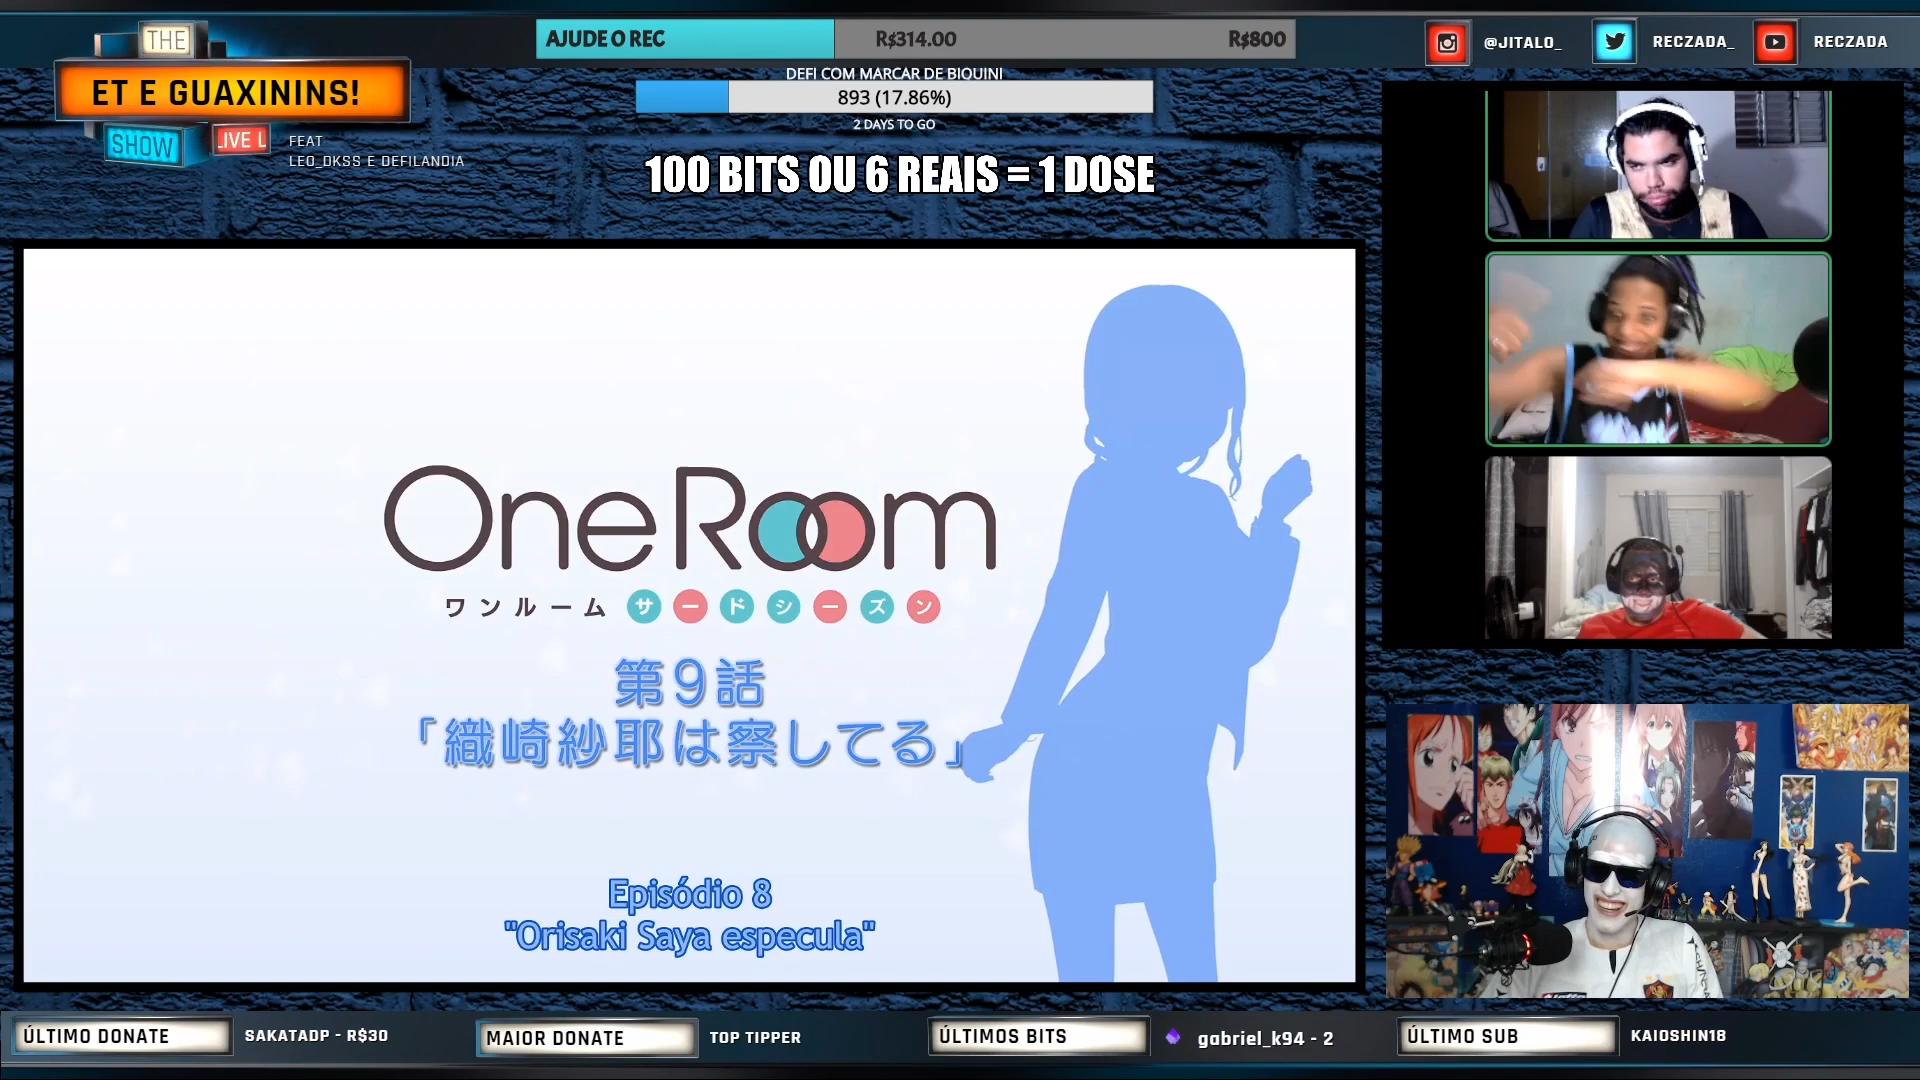 THE
ET E GUAXININS!
SHOW
LIVE L
FEAT
LEO_DKSS E DEFILANDIA
AJUDE O REC
R$314.00
R$800
DEFI COM MARCAR DE BIQUINI
893 (17.86%)
2 DAYS TO GO
100 BITS OU 6 REAIS = 1 DOSE
@JITALO_
RECZADA_
RECZADA
One Room
ワンルーム サードシーズン
第9話
「織崎紗耶は察してる」
Episódio 8
"Orisaki Saya especula"
ÚLTIMO DONATE
SAKATADP - R$30
MAIOR DONATE
TOP TIPPER
ÚLTIMOS BITS
gabriel_k94 - 2
ÚLTIMO SUB
KAIOSHIN18